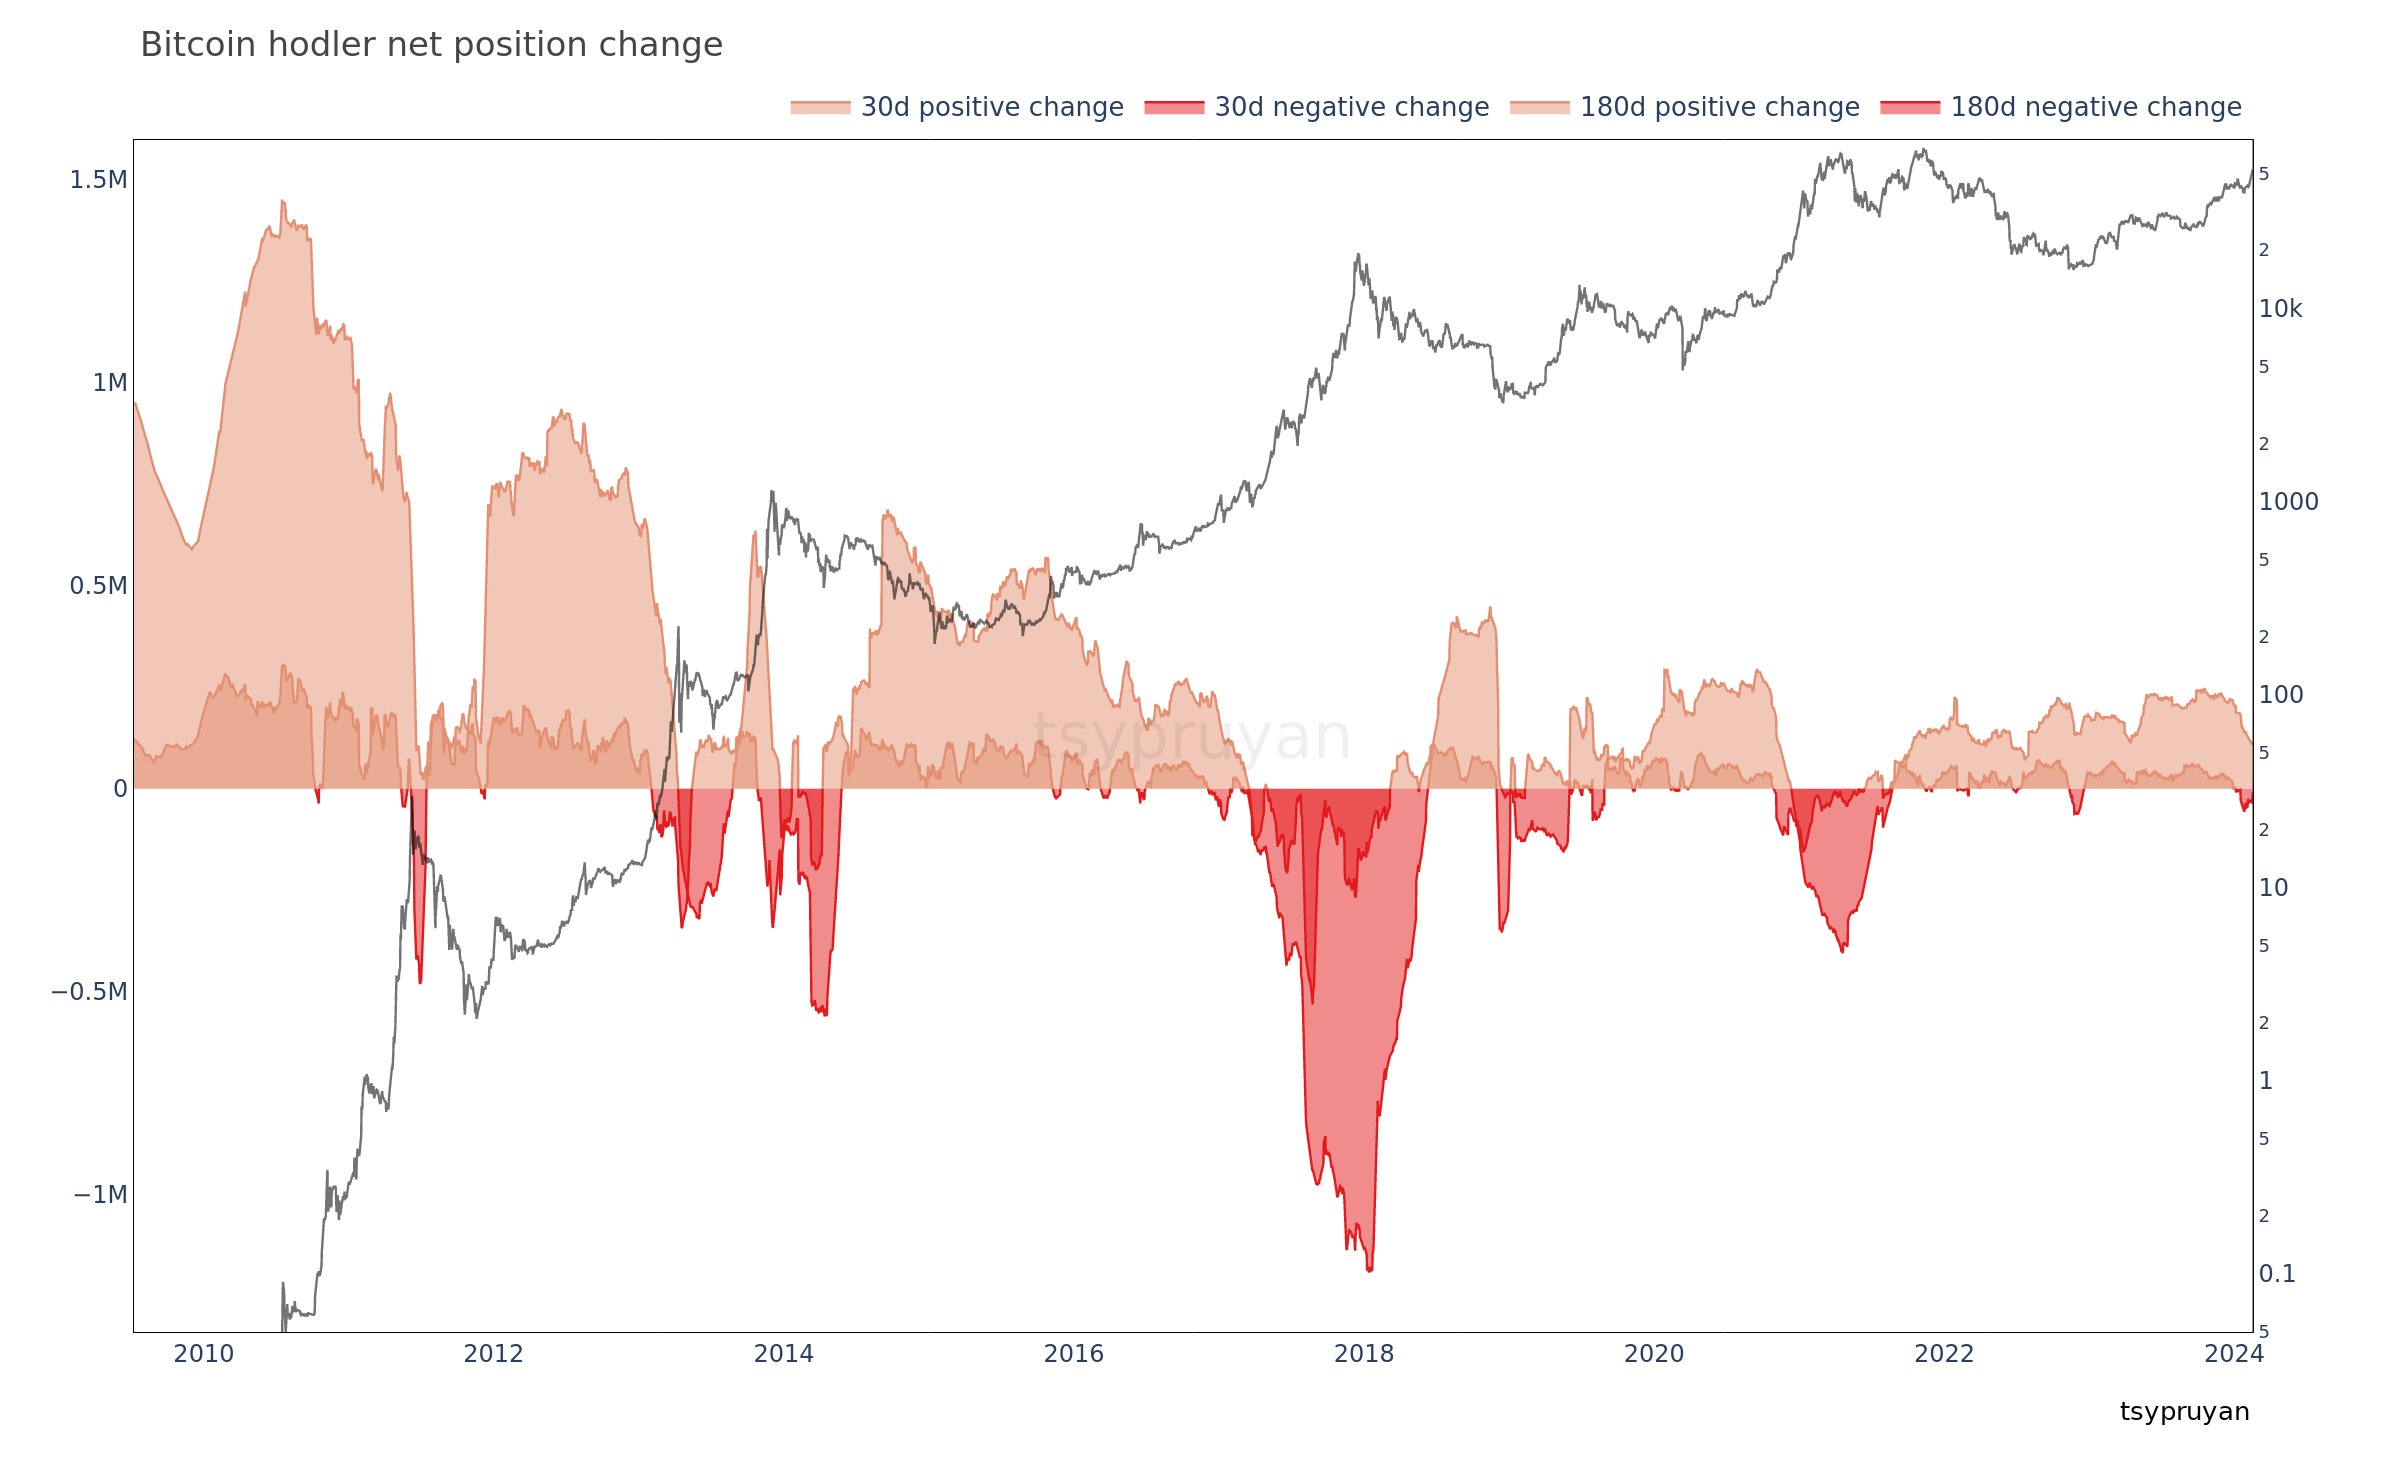 Bitcoin hodler net position change
30d positive change 30d negative change 180d positive change 180d negative change
1.5M
1M
0.5M
0
−0.5M
−1M
5
2
10k
5
2
1000
5
2
100
5
2
10
5
2
1
5
2
0.1
5
tsypruyan
2010 2012 2014 2016 2018 2020 2022 2024
tsypruyan